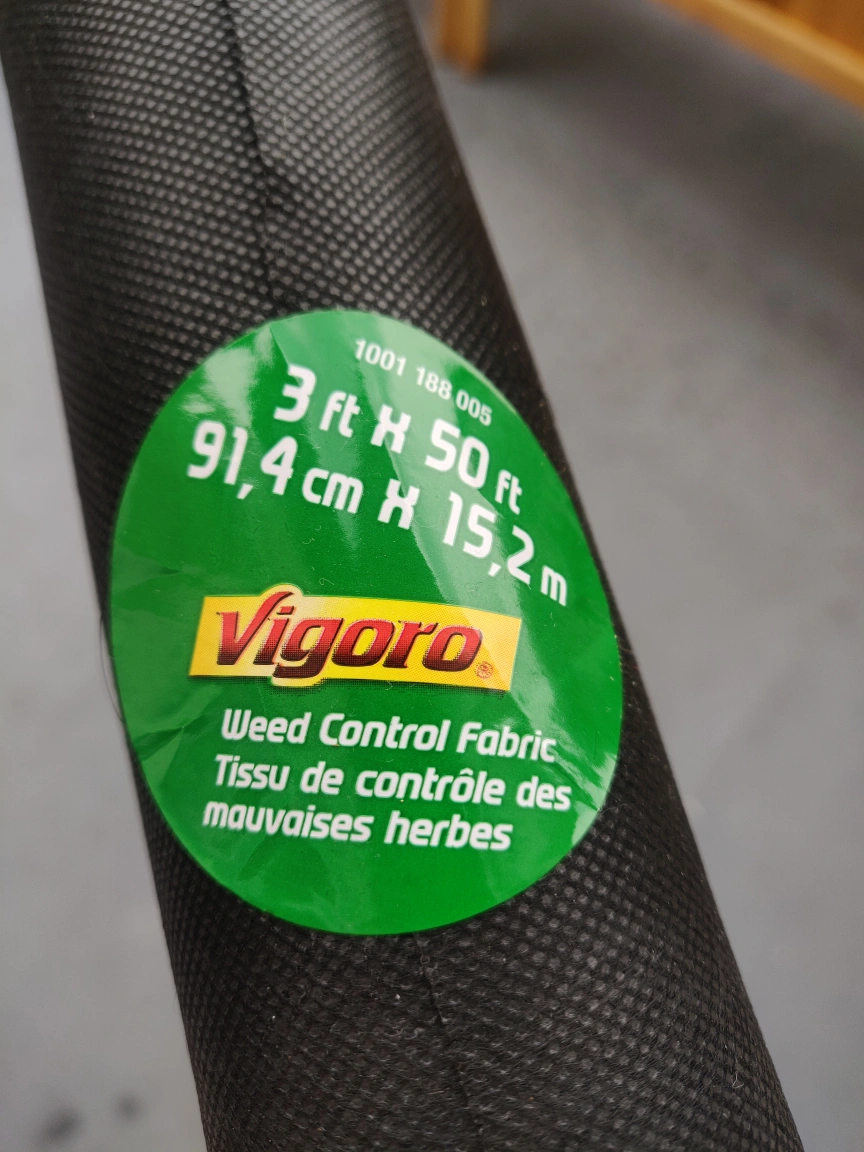 1001 188 005
3 ft x 50 ft
91,4 cm x 15,2 m
Vigoro
Weed Control Fabric
Tissu de contrôle des
mauvaises herbes